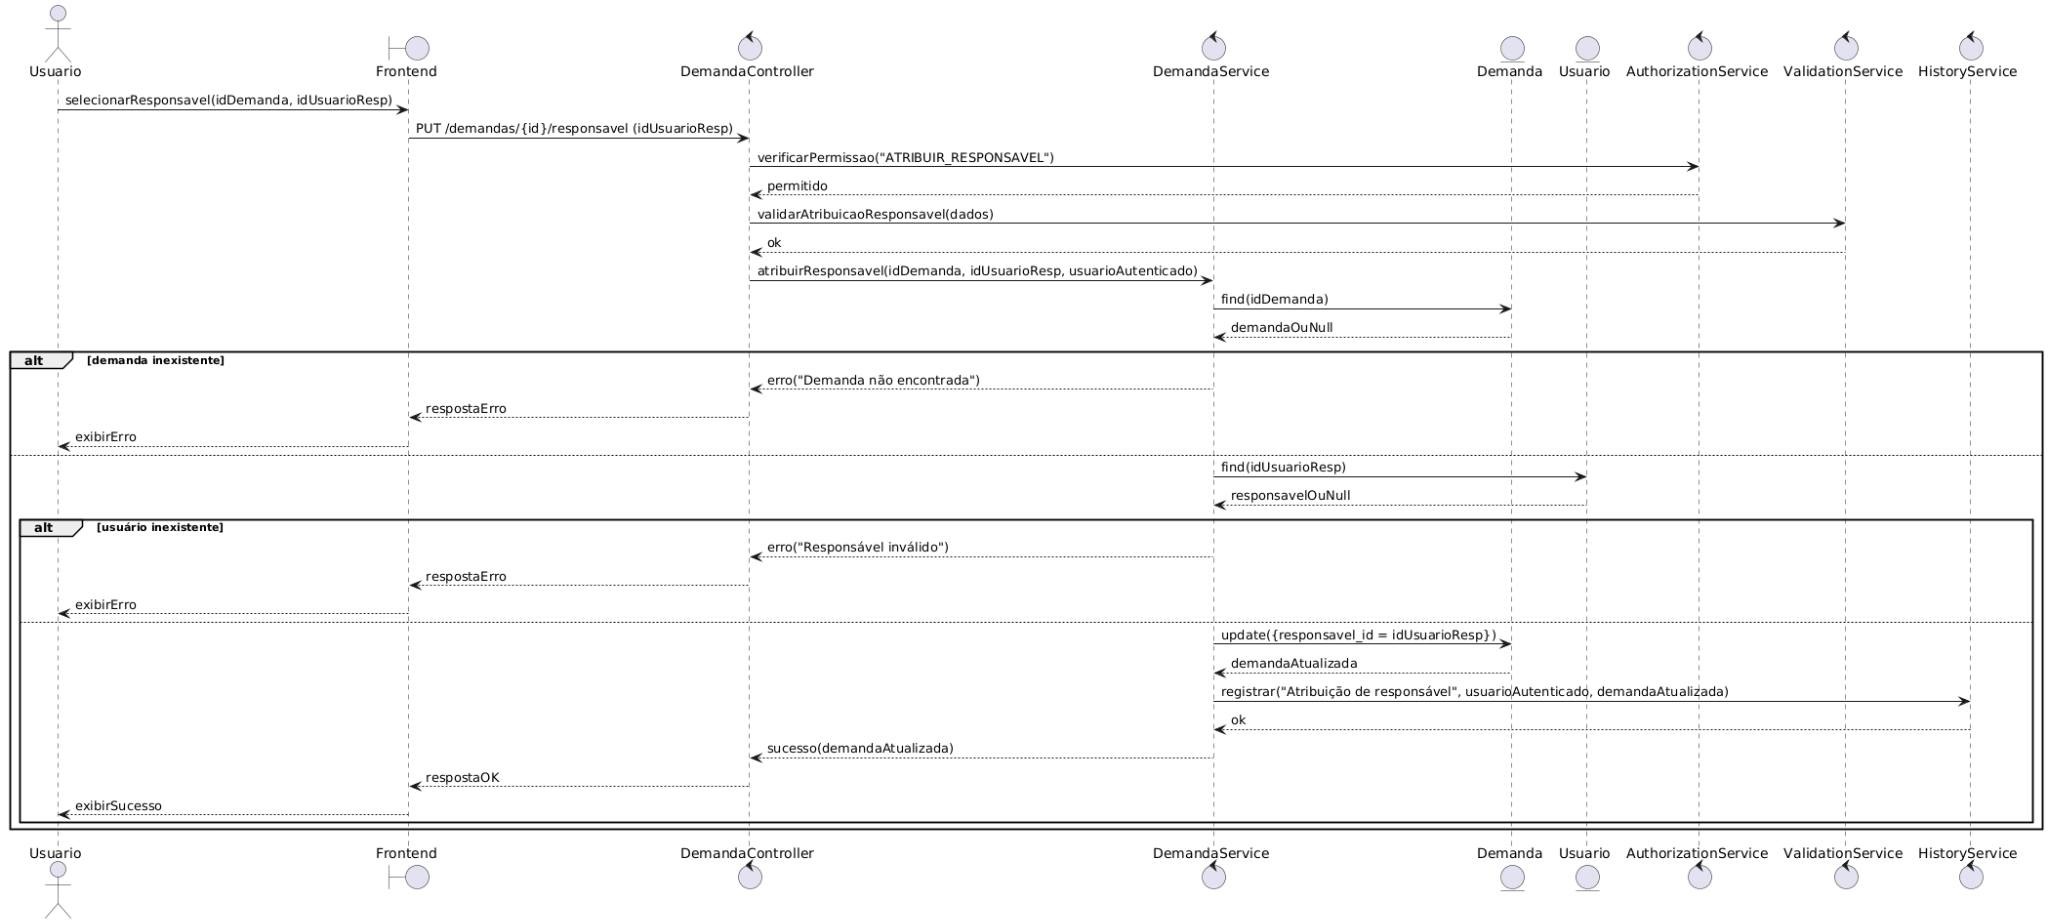 Usuario
Frontend
DemandaController
DemandaService
Demanda
Usuario
AuthorizationService
ValidationService
HistoryService
selecionarResponsavel(idDemanda, idUsuarioResp)
PUT /demandas/{id}/responsavel (idUsuarioResp)
verificarPermissao("ATRIBUIR_RESPONSAVEL")
permitido
validarAtribuicaoResponsavel(dados)
ok
atribuirResponsavel(idDemanda, idUsuarioResp, usuarioAutenticado)
find(idDemanda)
demandaOuNull
alt
[demanda inexistente]
erro("Demanda não encontrada")
respostaErro
exibirErro
find(idUsuarioResp)
responsavelOuNull
alt
[usuário inexistente]
erro("Responsável inválido")
respostaErro
exibirErro
update({responsavel_id = idUsuarioResp})
demandaAtualizada
registrar("Atribuição de responsável", usuarioAutenticado, demandaAtualizada)
ok
sucesso(demandaAtualizada)
respostaOK
exibirSucesso
Usuario
Frontend
DemandaController
DemandaService
Demanda
Usuario
AuthorizationService
ValidationService
HistoryService